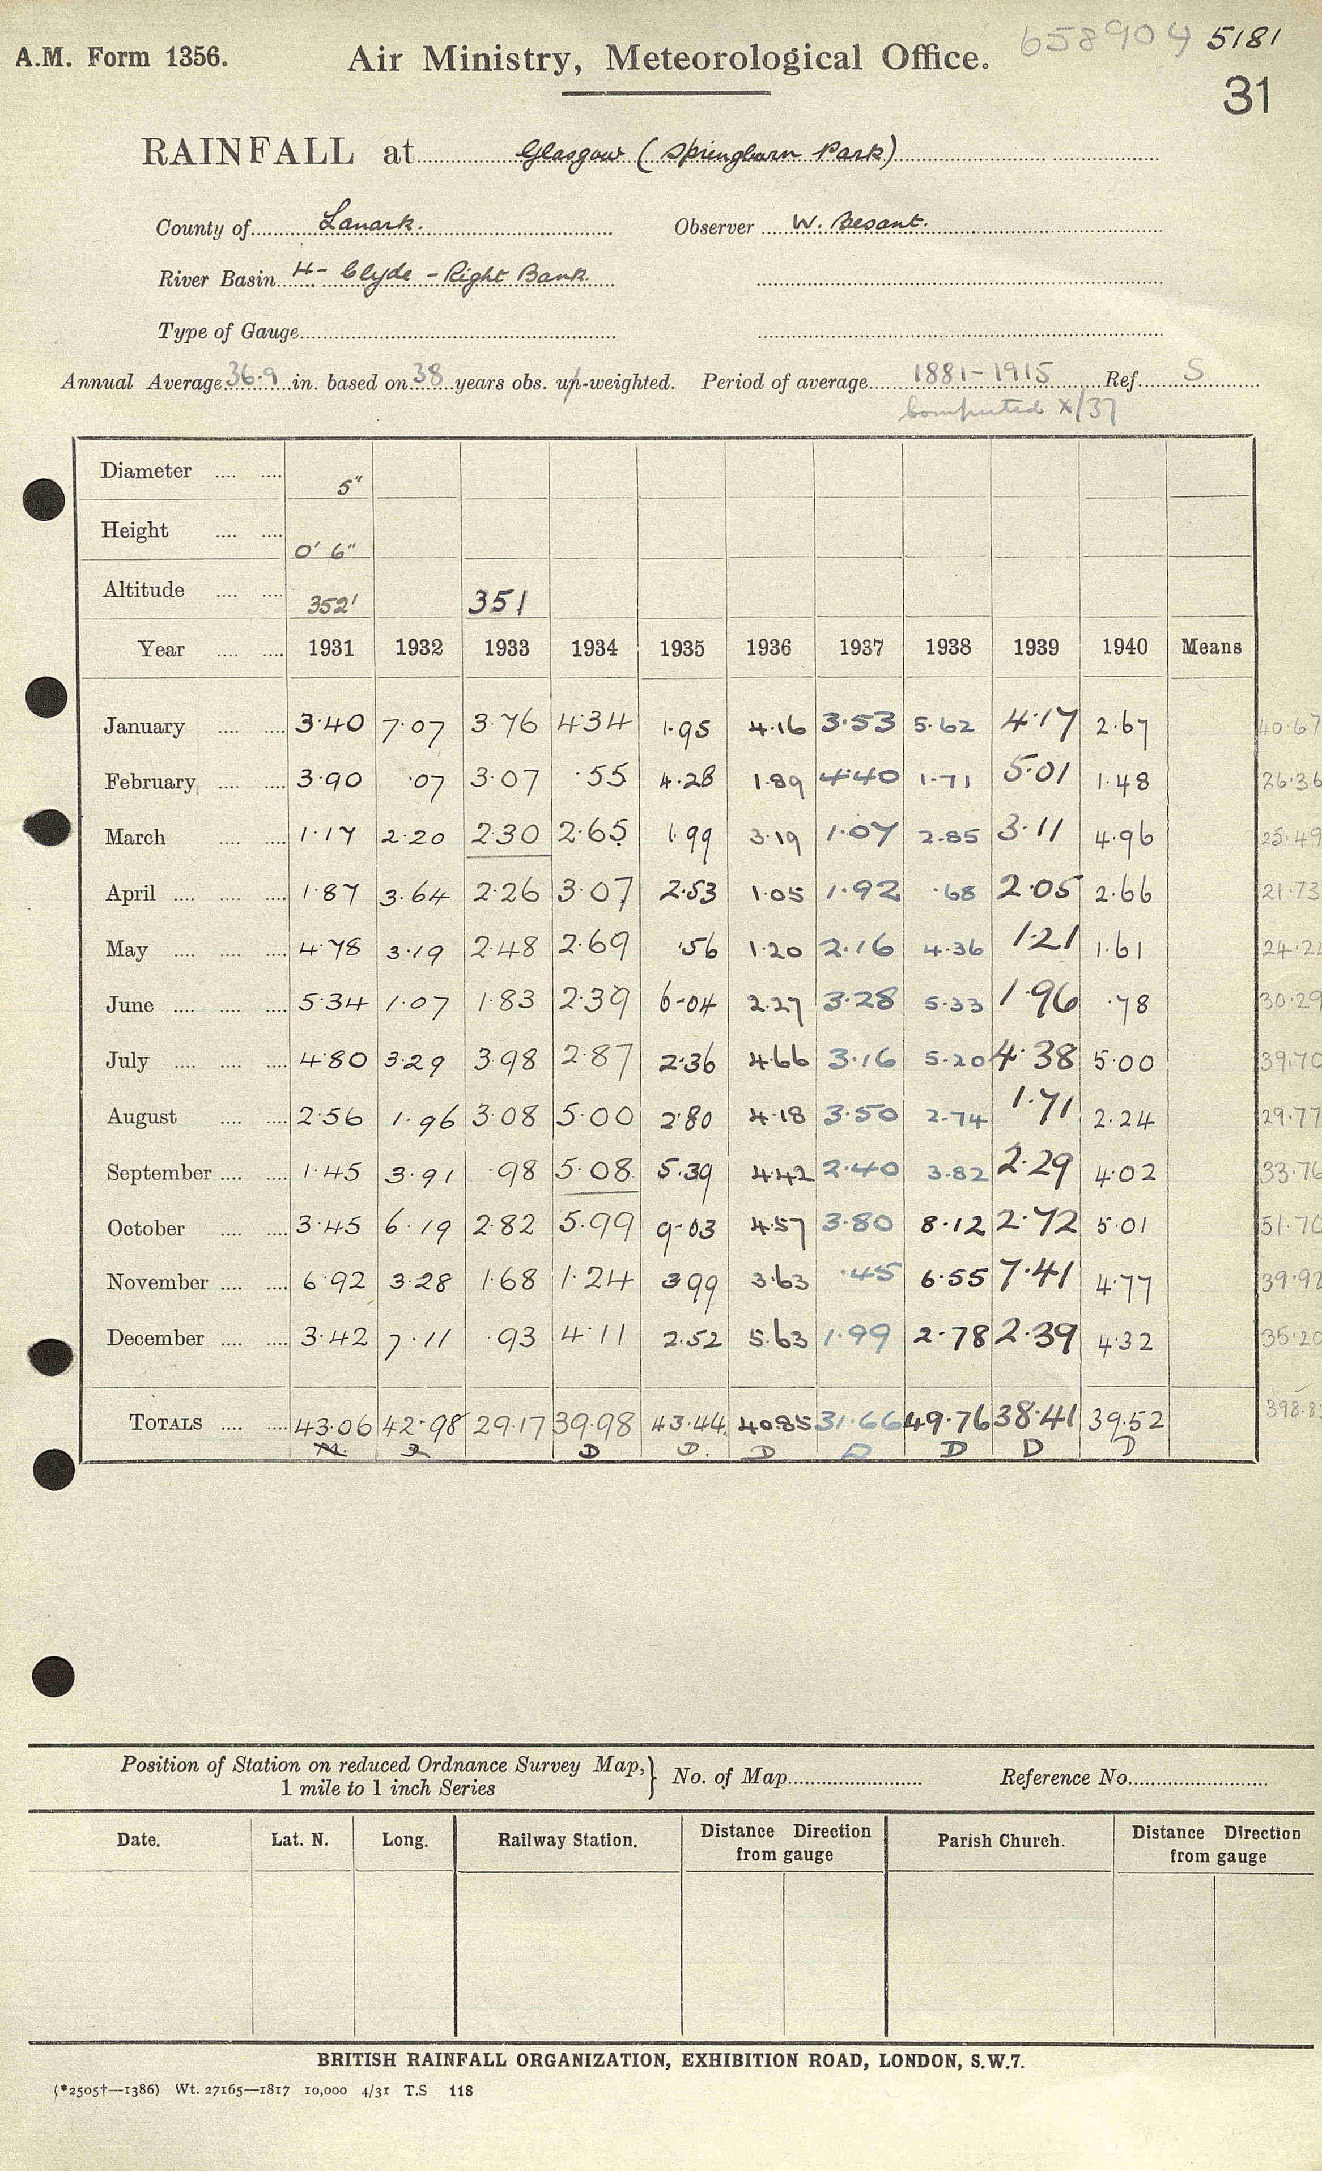 658904 5181
A.M. Form 1356. Air Ministry, Meteorological Office.
31
RAINFALL at Glasgow (Springburn Park)
County of Lanark. Observer W. Besant.
River Basin 4- Clyde - Right Bank.
Type of Gauge
Annual Average 36.9 in. based on 38 years obs. up-weighted. Period of average 1881-1915 Ref. S
Computed X/37
Diameter 5"
Height 0' 6"
Altitude 352' 351
Year 1931 1932 1933 1934 1935 1936 1937 1938 1939 1940 Means
January 3.40 7.07 3.76 4.34 1.95 4.16 3.53 5.62 4.17 2.67 40.67
February 3.90 .07 3.07 .55 4.28 1.89 4.40 1.71 5.01 1.48 26.36
March 1.17 2.20 2.30 2.65 1.99 3.19 1.07 2.85 3.11 4.96 25.49
April 1.87 3.64 2.26 3.07 2.53 1.05 1.92 .68 2.05 2.66 21.73
May 4.78 3.19 2.48 2.69 .56 1.20 2.16 4.36 1.21 1.61 24.24
June 5.34 1.07 1.83 2.39 6.04 2.27 3.28 5.33 1.96 .78 30.29
July 4.80 3.29 3.98 2.87 2.36 4.66 3.16 5.20 4.38 5.00 39.70
August 2.56 1.96 3.08 5.00 2.80 4.18 3.50 2.74 1.71 2.24 29.77
September 1.45 3.91 .98 5.08 5.39 4.42 2.40 3.82 2.29 4.02 33.76
October 3.45 6.19 2.82 5.99 9.03 4.57 3.80 8.12 2.72 5.01 51.70
November 6.92 3.28 1.68 1.24 3.99 3.63 .45 6.55 7.41 4.77 39.92
December 3.42 7.11 .93 4.11 2.52 5.63 1.99 2.78 2.39 4.32 35.20
TOTALS 43.06 42.98 29.17 39.98 43.44 40.85 31.66 49.76 38.41 39.52 398.8
D D D D D D D
Position of Station on reduced Ordnance Survey Map, 1 mile to 1 inch Series } No. of Map Reference No.
Date. Lat. N. Long. Railway Station. Distance Direction from gauge Parish Church. Distance Direction from gauge
BRITISH RAINFALL ORGANIZATION, EXHIBITION ROAD, LONDON, S.W.7.
(*2505†—1386) Wt. 27165—1817 10,000 4/31 T.S 118